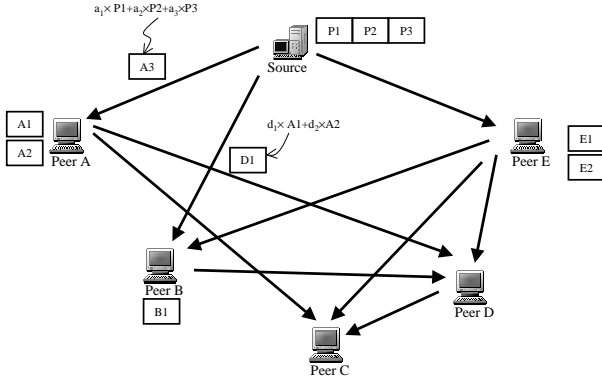 a₁× P1+a₂×P2+a₃×P3
P1 P2 P3
A3
Source
A1
A2
Peer A
d₁× A1+d₂×A2
D1
E1
E2
Peer E
Peer B
B1
Peer D
Peer C